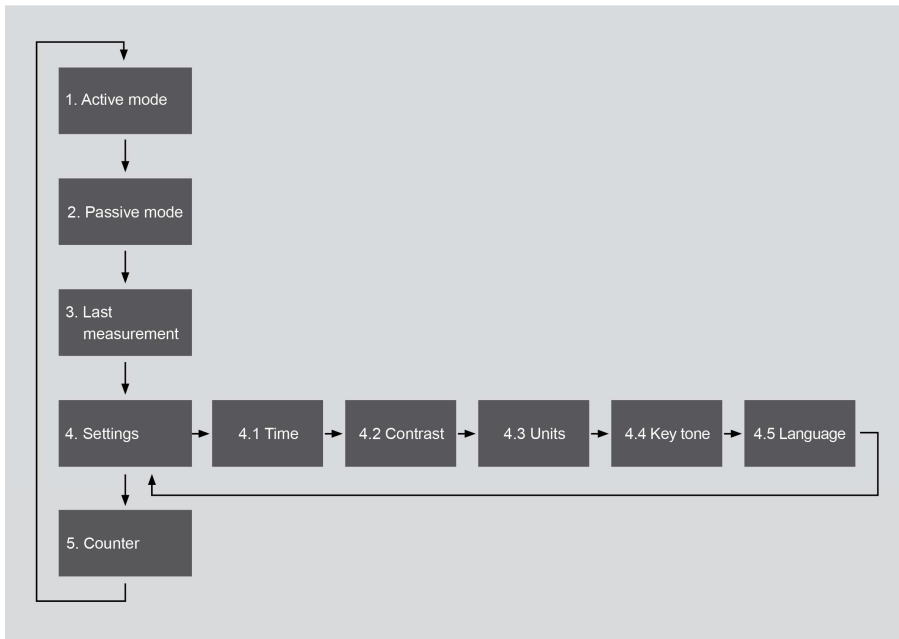 1. Active mode
2. Passive mode
3. Last
measurement
4. Settings
4.1 Time
4.2 Contrast
4.3 Units
4.4 Key tone
4.5 Language
5. Counter